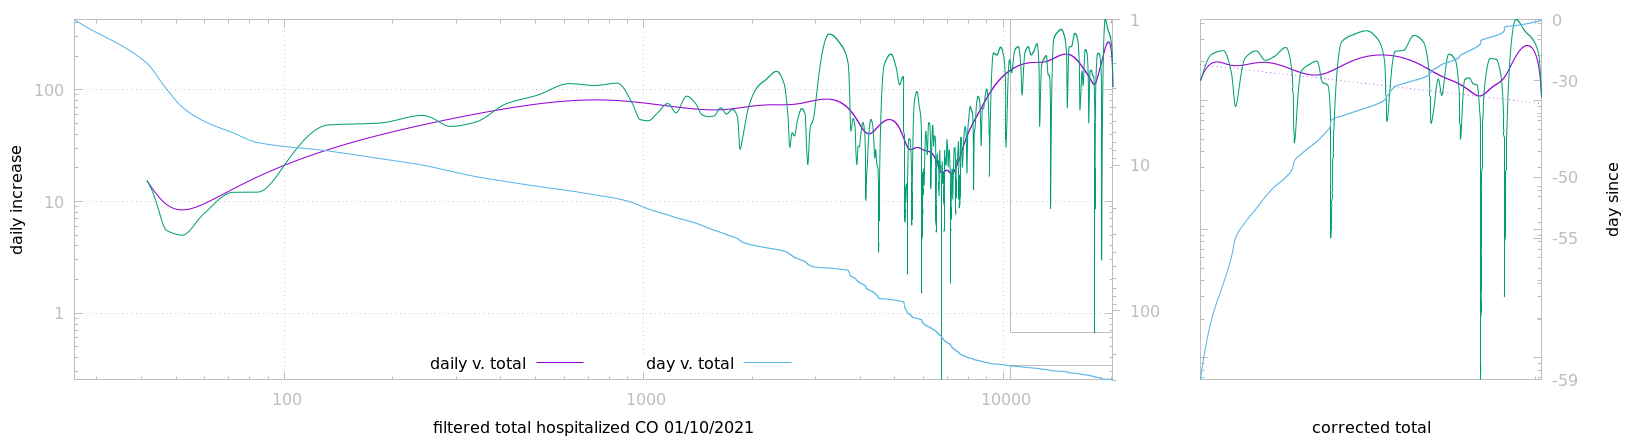 100
10
1
daily increase
100
1000
10000
filtered total hospitalized CO 01/10/2021
daily v. total
day v. total
1
10
100
0
-30
-50
-55
-59
day since
corrected total